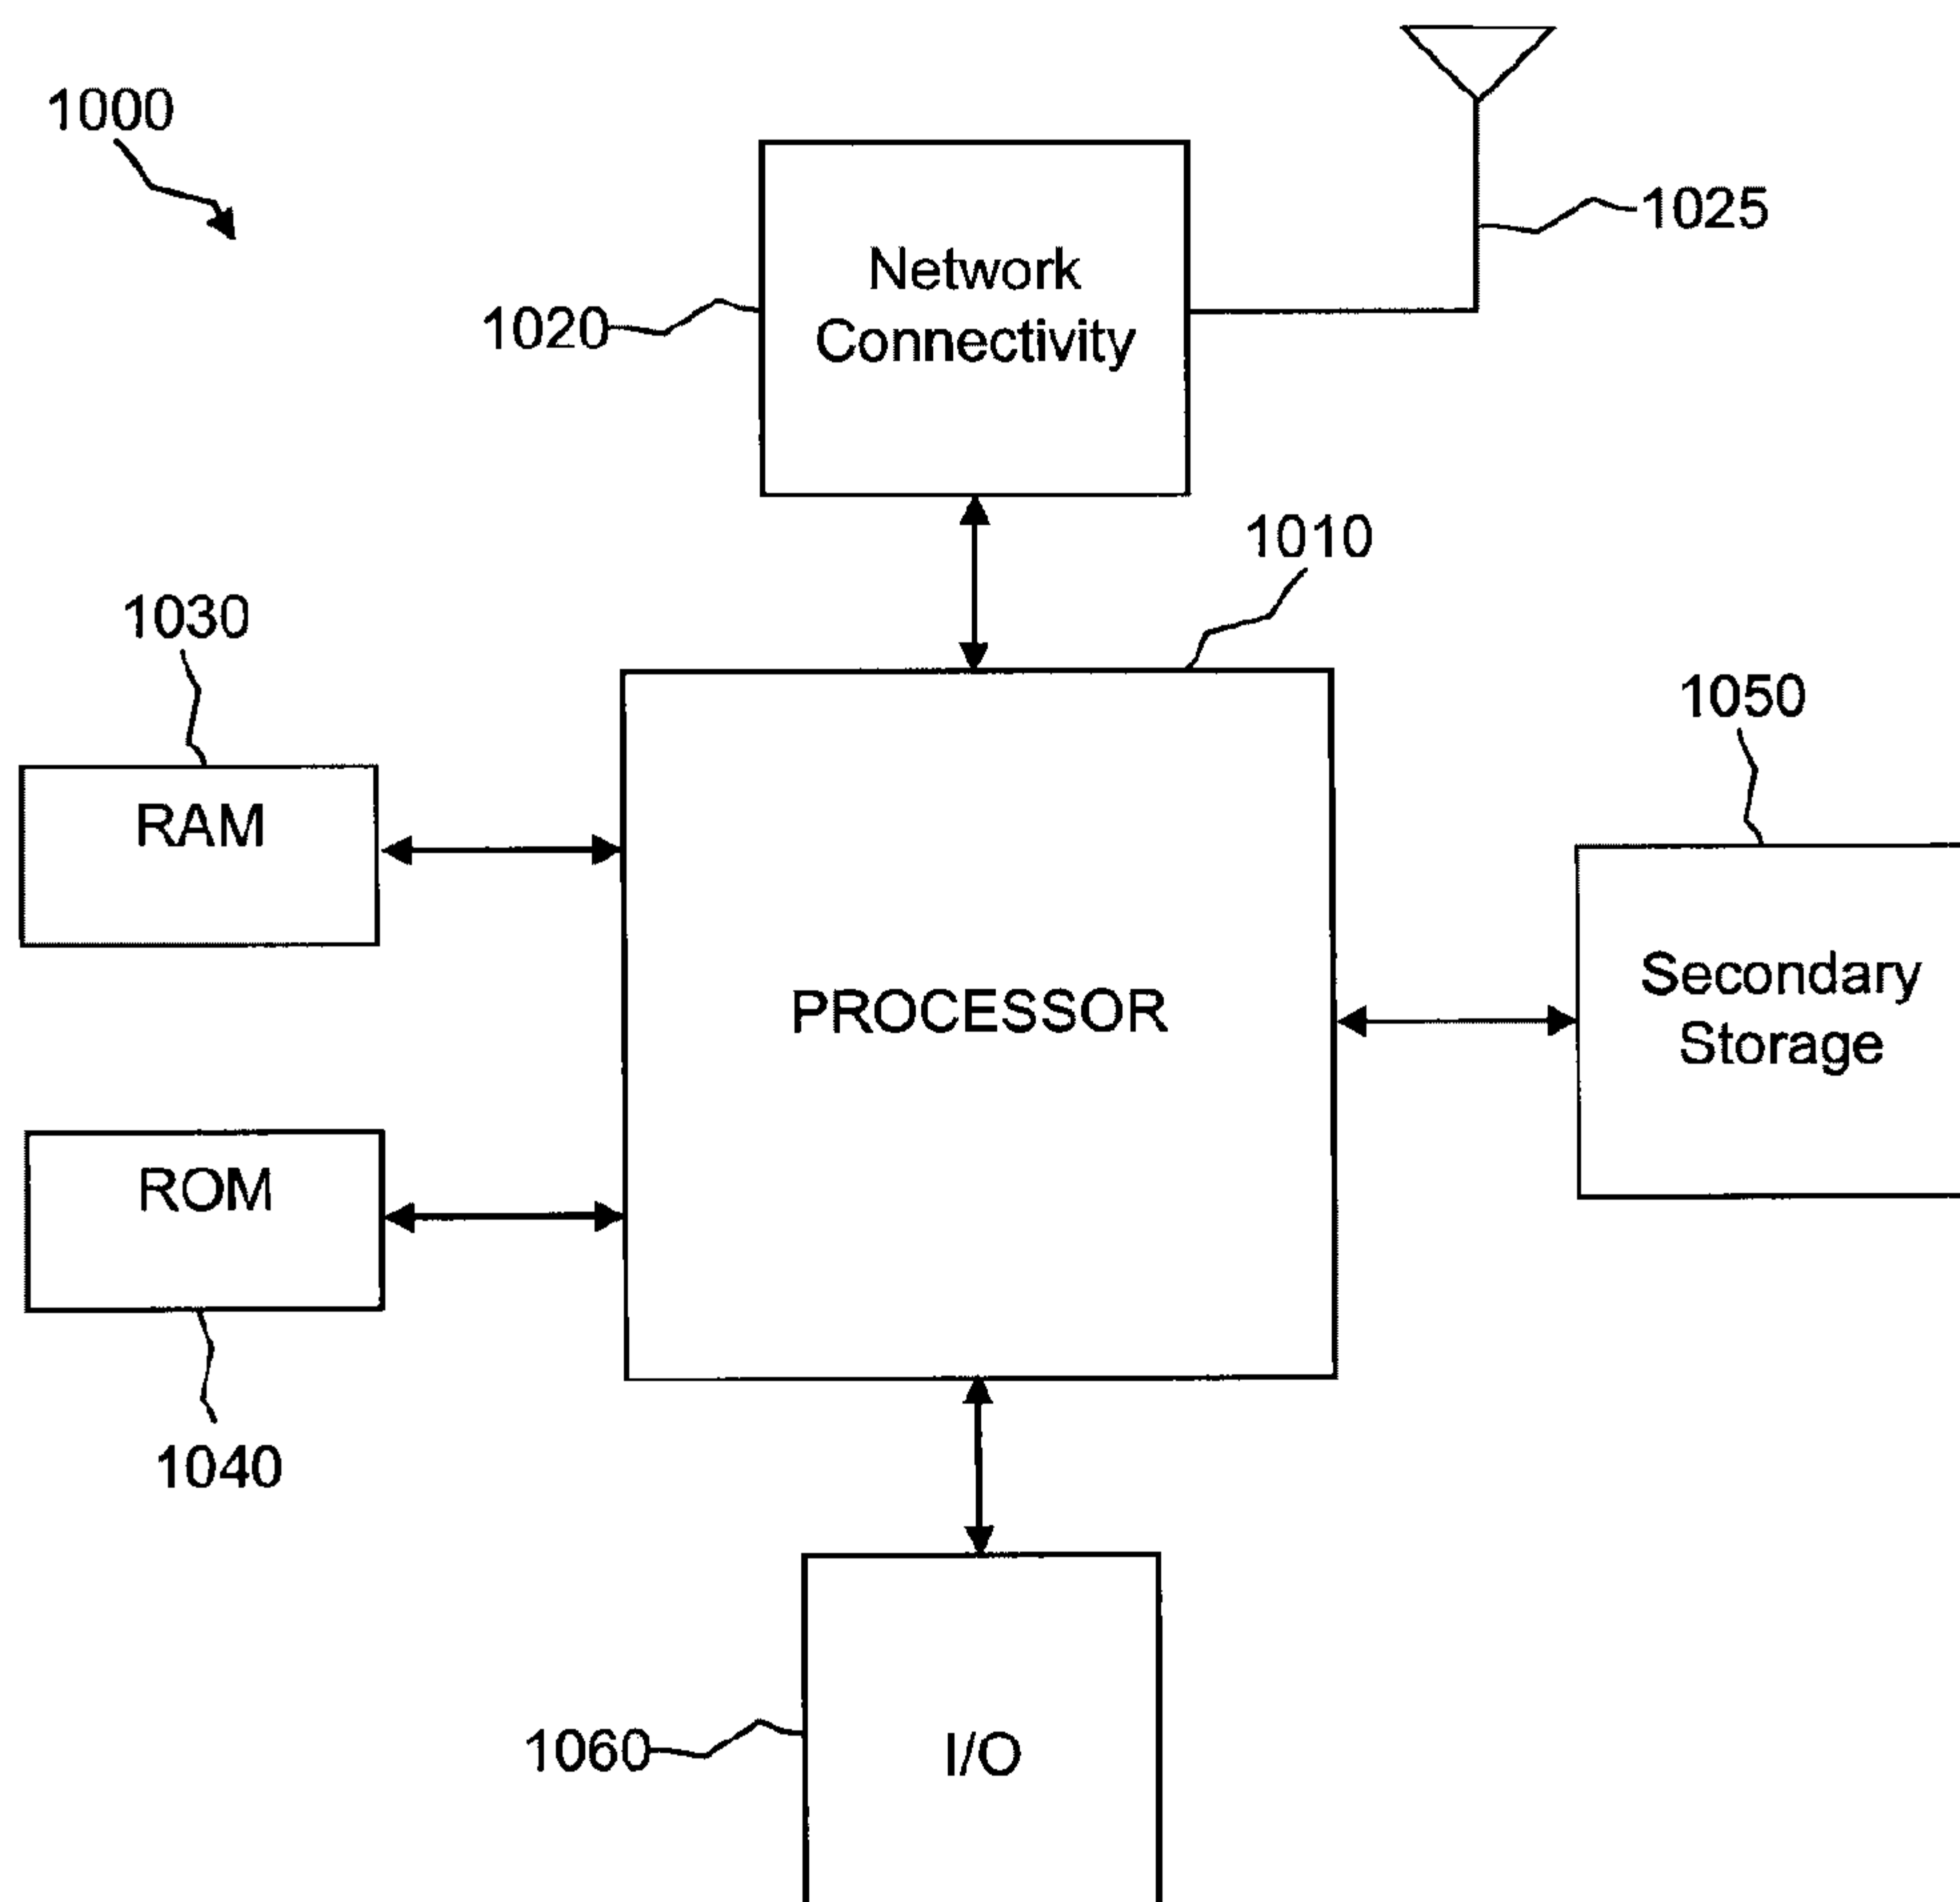 1000
1025
Network
Connectivity
1020
1010
1030
1050
RAM
Secondary
Storage
PROCESSOR
ROM
1040
1060
I/O